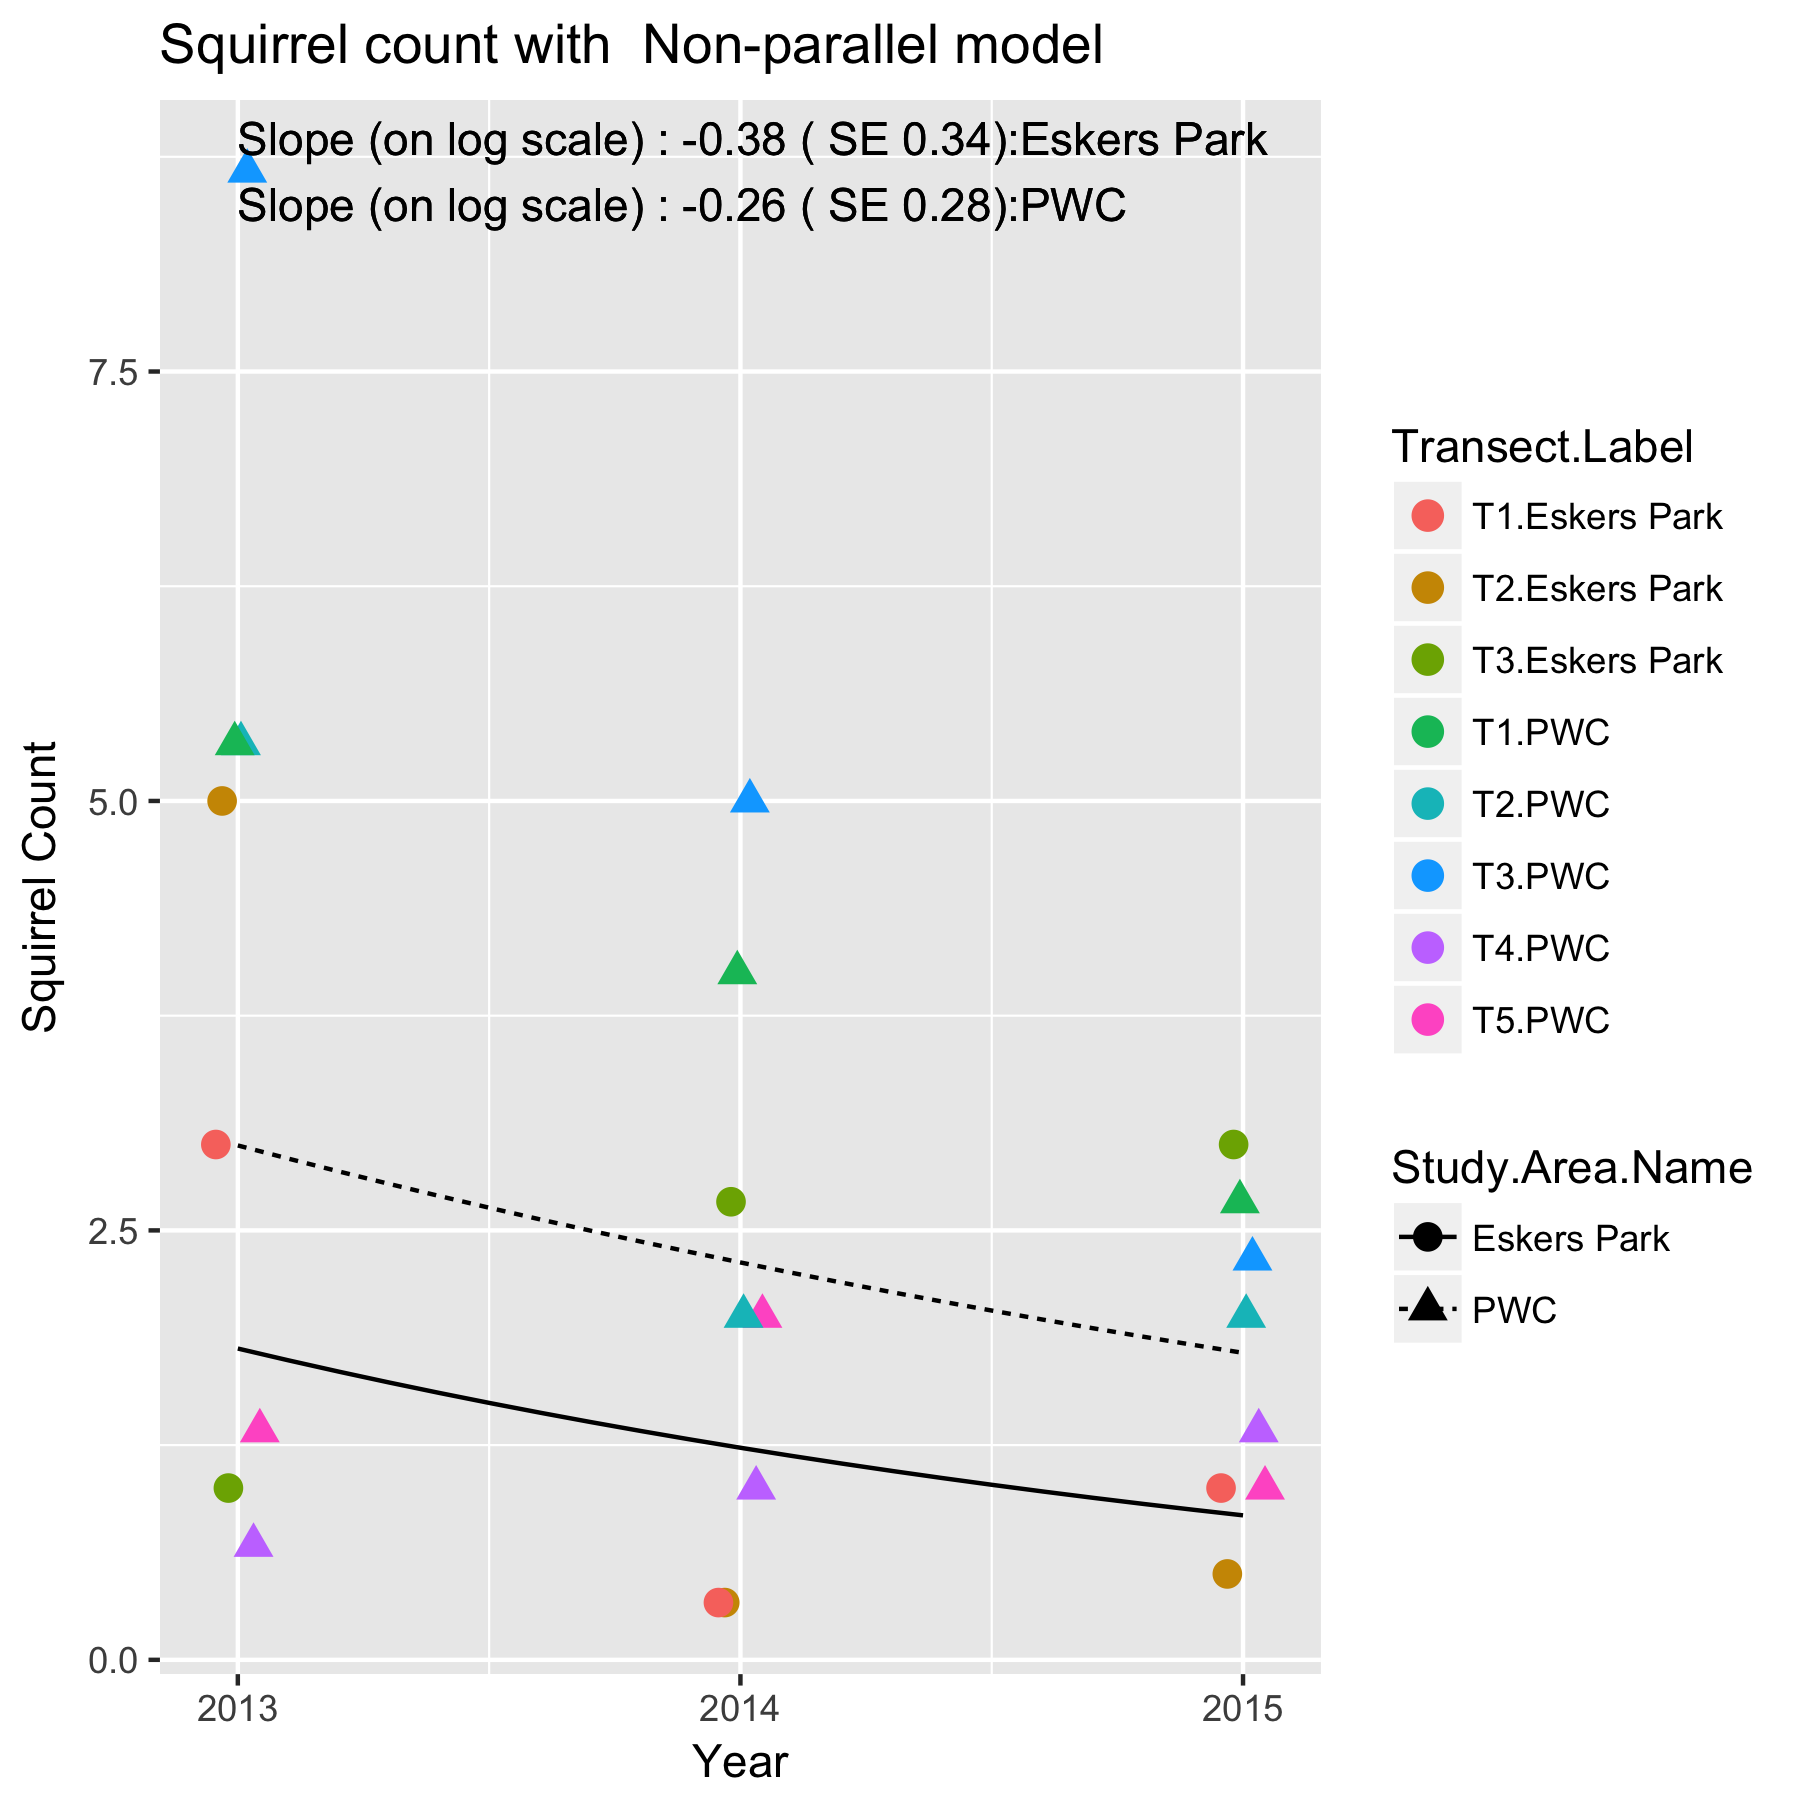 Squirrel count with  Non-parallel model
Slope (on log scale) : -0.38 ( SE 0.34):Eskers Park
Slope (on log scale) : -0.26 ( SE 0.28):PWC
7.5
5.0
2.5
0.0
Squirrel Count
2013
2014
2015
Year
Transect.Label
T1.Eskers Park
T2.Eskers Park
T3.Eskers Park
T1.PWC
T2.PWC
T3.PWC
T4.PWC
T5.PWC
Study.Area.Name
Eskers Park
PWC